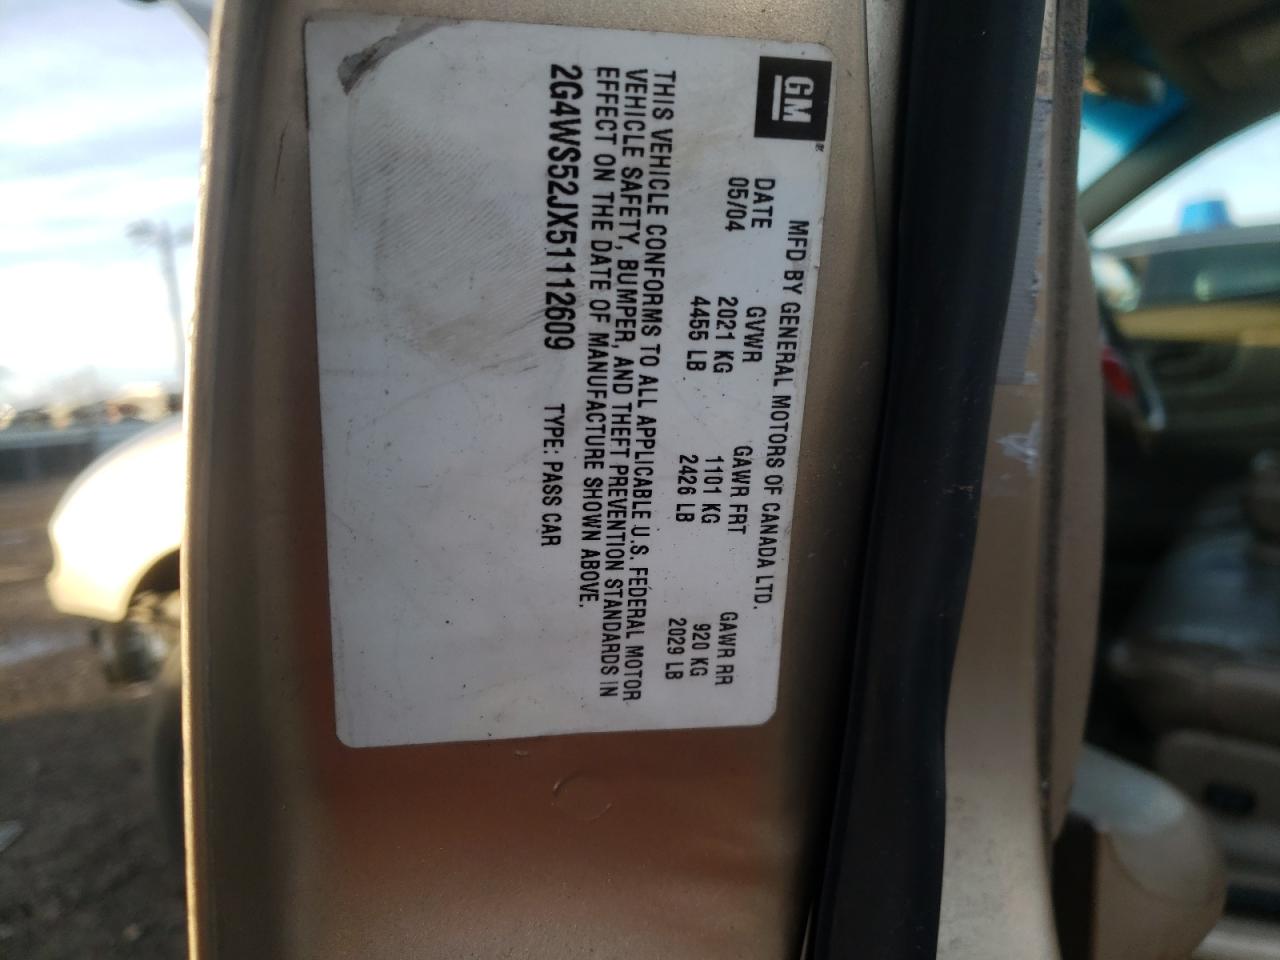 GM
MFD BY GENERAL MOTORS OF CANADA LTD.
DATE GVWR GAWR FRT GAWR RR
05/04 2021 KG 1101 KG 920 KG
4455 LB 2426 LB 2029 LB
THIS VEHICLE CONFORMS TO ALL APPLICABLE U.S. FEDERAL MOTOR
VEHICLE SAFETY, BUMPER, AND THEFT PREVENTION STANDARDS IN
EFFECT ON THE DATE OF MANUFACTURE SHOWN ABOVE.
2G4WS52JX51112609 TYPE: PASS CAR